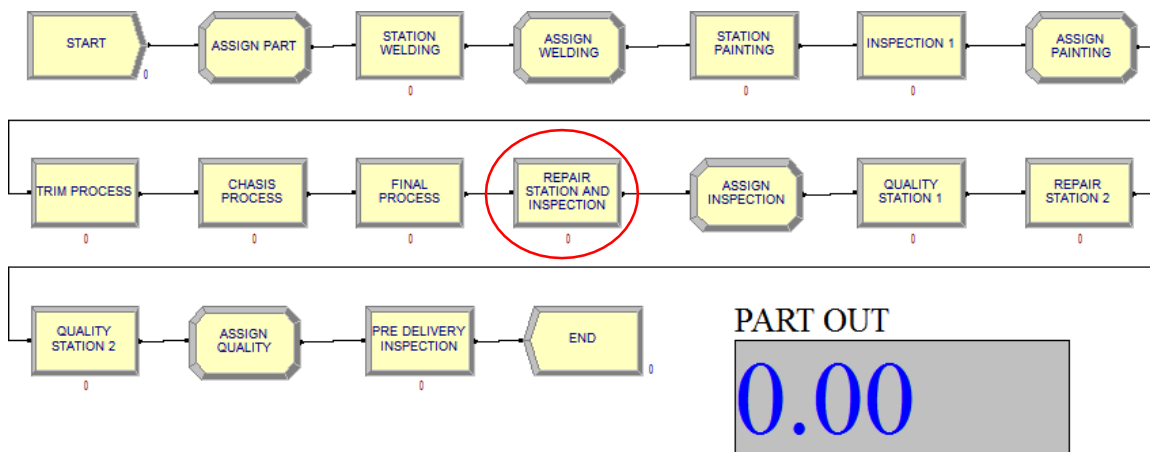 START
ASSIGN PART
STATION
WELDING
ASSIGN
WELDING
STATION
PAINTING
INSPECTION 1
ASSIGN
PAINTING
0
0
0
0
TRIM PROCESS
CHASIS
PROCESS
FINAL
PROCESS
REPAIR
STATION AND
INSPECTION
ASSIGN
INSPECTION
QUALITY
STATION 1
REPAIR
STATION 2
0
0
0
0
0
0
QUALITY
STATION 2
ASSIGN
QUALITY
PRE DELIVERY
INSPECTION
END
0
0
0
PART OUT
0.00